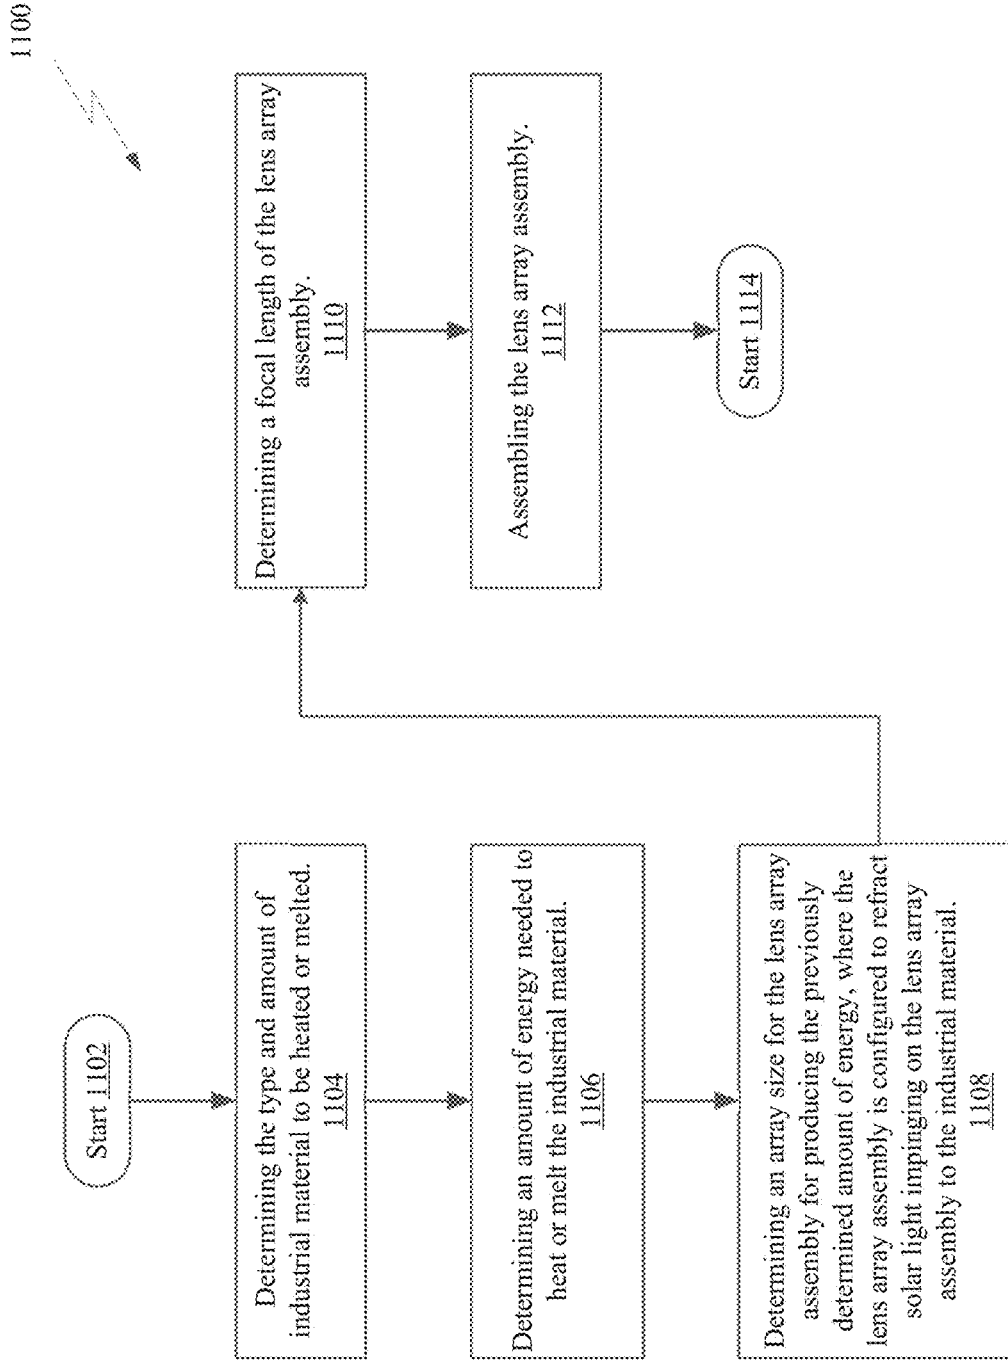 1100
Start 1102
Determining the type and amount of
industrial material to be heated or melted.
1104
Determining an amount of energy needed to
heat or melt the industrial material.
1106
Determining an array size for the lens array
assembly for producing the previously
determined amount of energy, where the
lens array assembly is configured to refract
solar light impinging on the lens array
assembly to the industrial material.
1108
Determining a focal length of the lens array
assembly.
1110
Assembling the lens array assembly.
1112
Start 1114